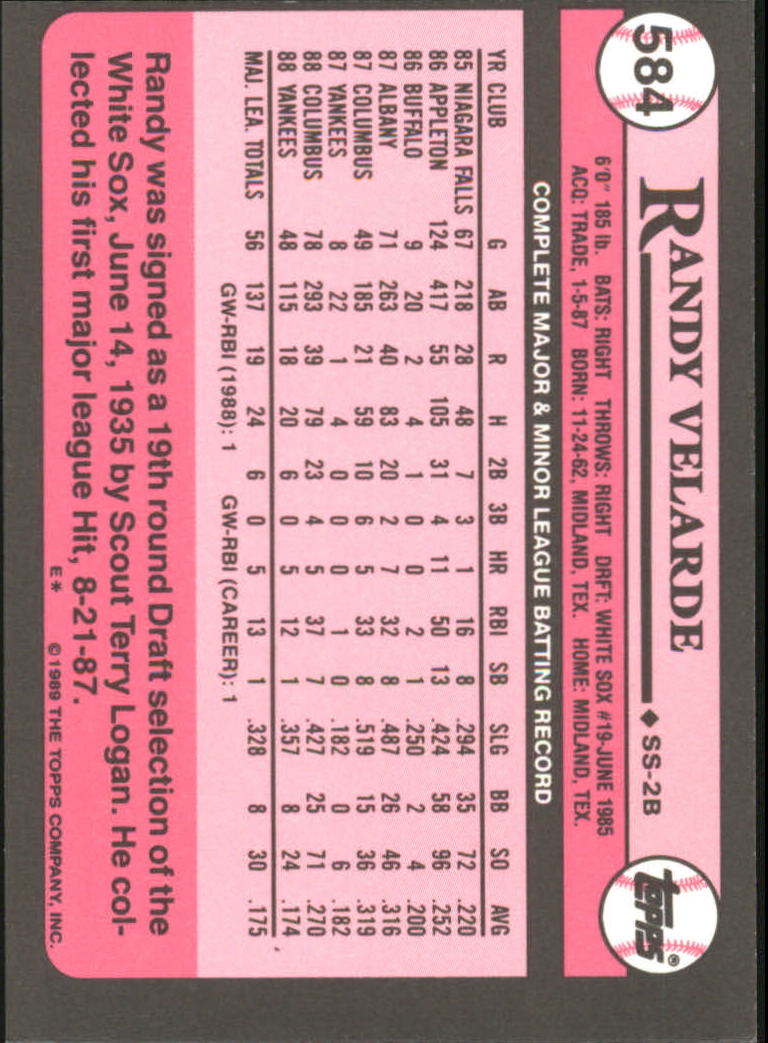 584
RANDY VELARDE ◆ SS-2B
topps®
6'0" 185 lb. BATS: RIGHT THROWS: RIGHT DRFT: WHITE SOX #19-JUNE 1985
ACQ: TRADE, 1-5-87 BORN: 11-24-62, MIDLAND, TEX. HOME: MIDLAND, TEX.
COMPLETE MAJOR & MINOR LEAGUE BATTING RECORD
YR CLUB G AB R H 2B 3B HR RBI SB SLG BB SO AVG
85 NIAGARA FALLS 67 218 28 48 7 3 1 16 8 .294 35 72 .220
86 APPLETON 124 417 55 105 31 4 11 50 13 .424 58 96 .252
86 BUFFALO 9 20 2 4 1 0 0 2 1 .250 2 4 .200
87 ALBANY 71 263 40 83 20 2 7 32 8 .487 26 46 .316
87 COLUMBUS 49 185 21 59 10 6 5 33 8 .519 15 36 .319
87 YANKEES 8 22 1 4 0 0 0 1 0 .182 0 6 .182
88 COLUMBUS 78 293 39 79 23 4 5 37 7 .427 25 71 .270
88 YANKEES 48 115 18 20 6 0 5 12 1 .357 8 24 .174
MAJ. LEA. TOTALS 56 137 19 24 6 0 5 13 1 .328 8 30 .175
GW-RBI (1988): 1 GW-RBI (CAREER): 1
Randy was signed as a 19th round Draft selection of the
White Sox, June 14, 1935 by Scout Terry Logan. He col-
lected his first major league Hit, 8-21-87.
E* ©1989 THE TOPPS COMPANY, INC.